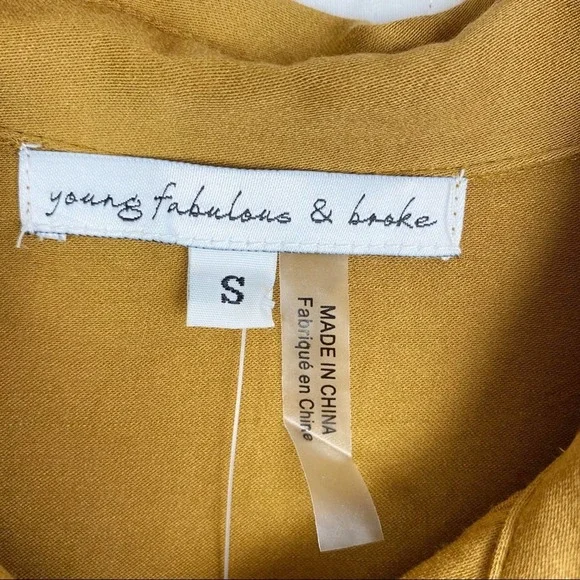 young fabulous & broke
S
MADE IN CHINA
Fabriqué en Chine